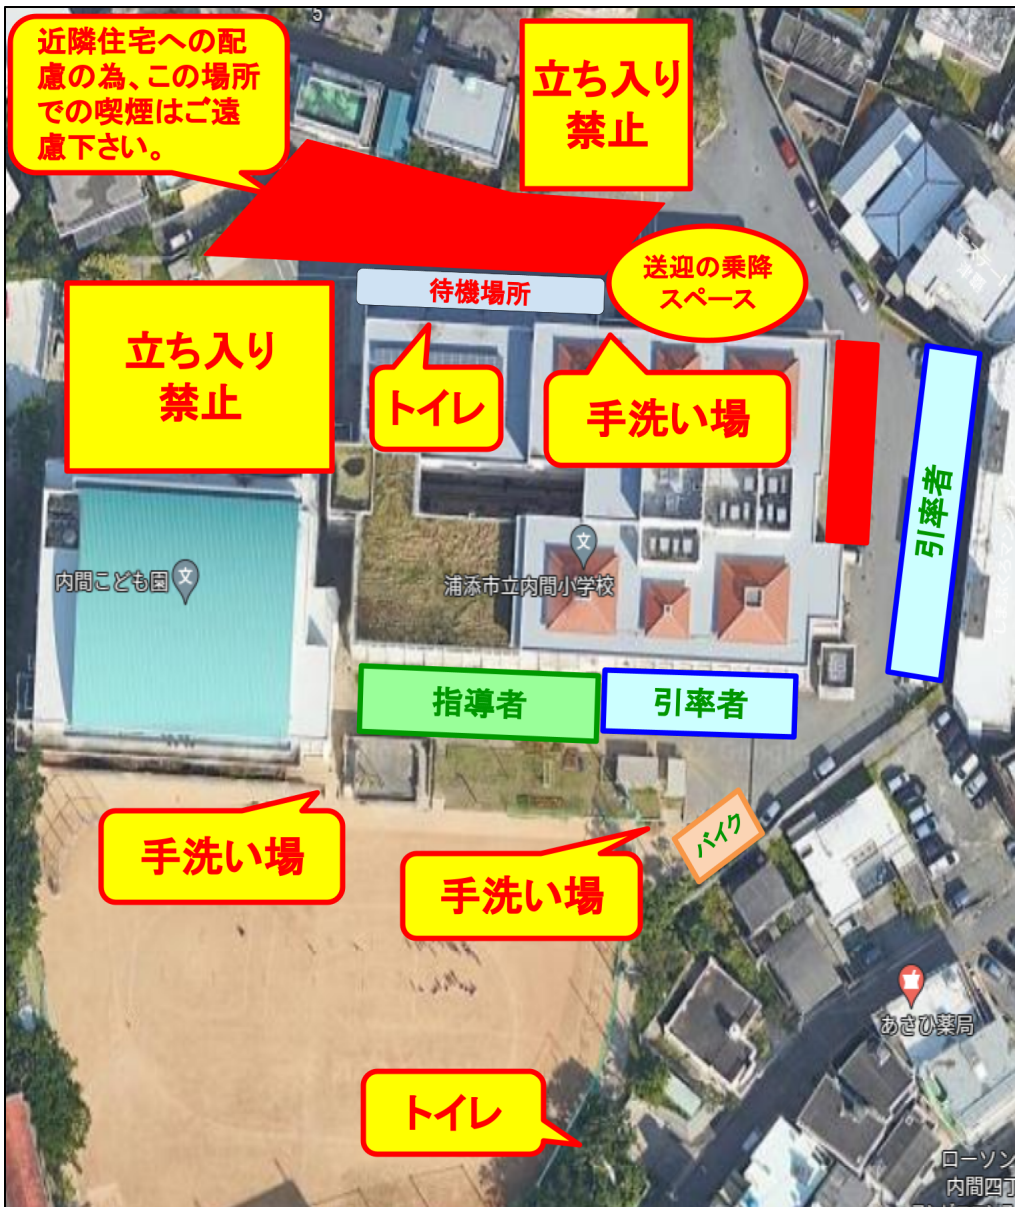 5
近隣住宅への配
慮の為、この場所
での喫煙はご遠
慮下さい。
立ち入り
禁止
送迎の乗降
スペース
待機場所
立ち入り
禁止
トイレ
手洗い場
引率者
内間こども園
文
文
浦添市立内間小学校
指導者
引率者
バイク
手洗い場
手洗い場
あさひ薬局
トイレ
ローソン
内間四丁